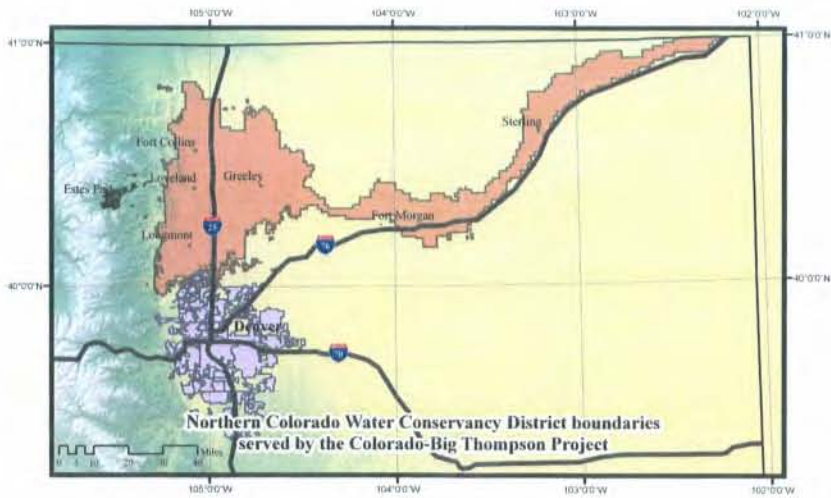 105°0'0"W 104°0'0"W 103°0'0"W 102°0'0"W
41°0'0"N 41°0'0"N
Fort Collins
Sterling
Loveland Greeley
Estes Park
Fort Morgan
Longmont
25
76
40°0'0"N 40°0'0"N
Denver
70
Northern Colorado Water Conservancy District boundaries
served by the Colorado-Big Thompson Project
Miles
0 5 10 20 30 40
105°0'0"W 104°0'0"W 103°0'0"W 102°0'0"W